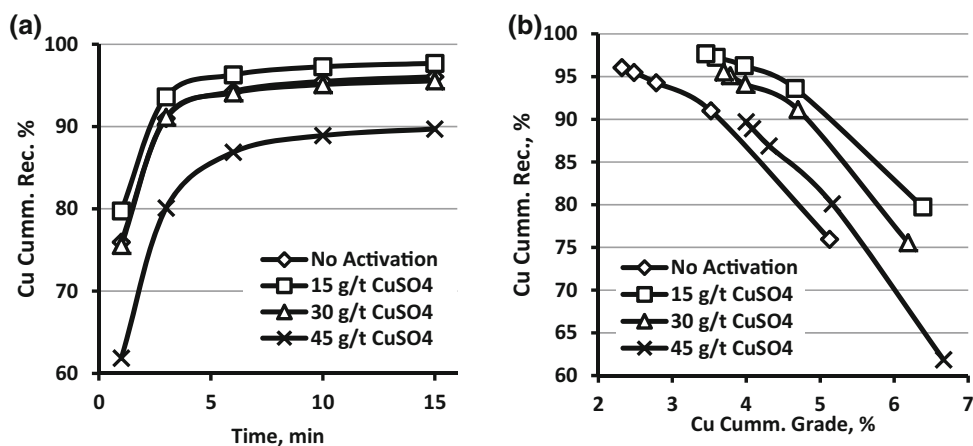 (a)
100
90
80
70
60
Cu Cumm. Rec. %
No Activation
15 g/t CuSO4
30 g/t CuSO4
45 g/t CuSO4
0 5 10 15
Time, min
(b)
100
95
90
85
80
75
70
65
60
Cu Cumm. Rec., %
No Activation
15 g/t CuSO4
30 g/t CuSO4
45 g/t CuSO4
2 3 4 5 6 7
Cu Cumm. Grade, %